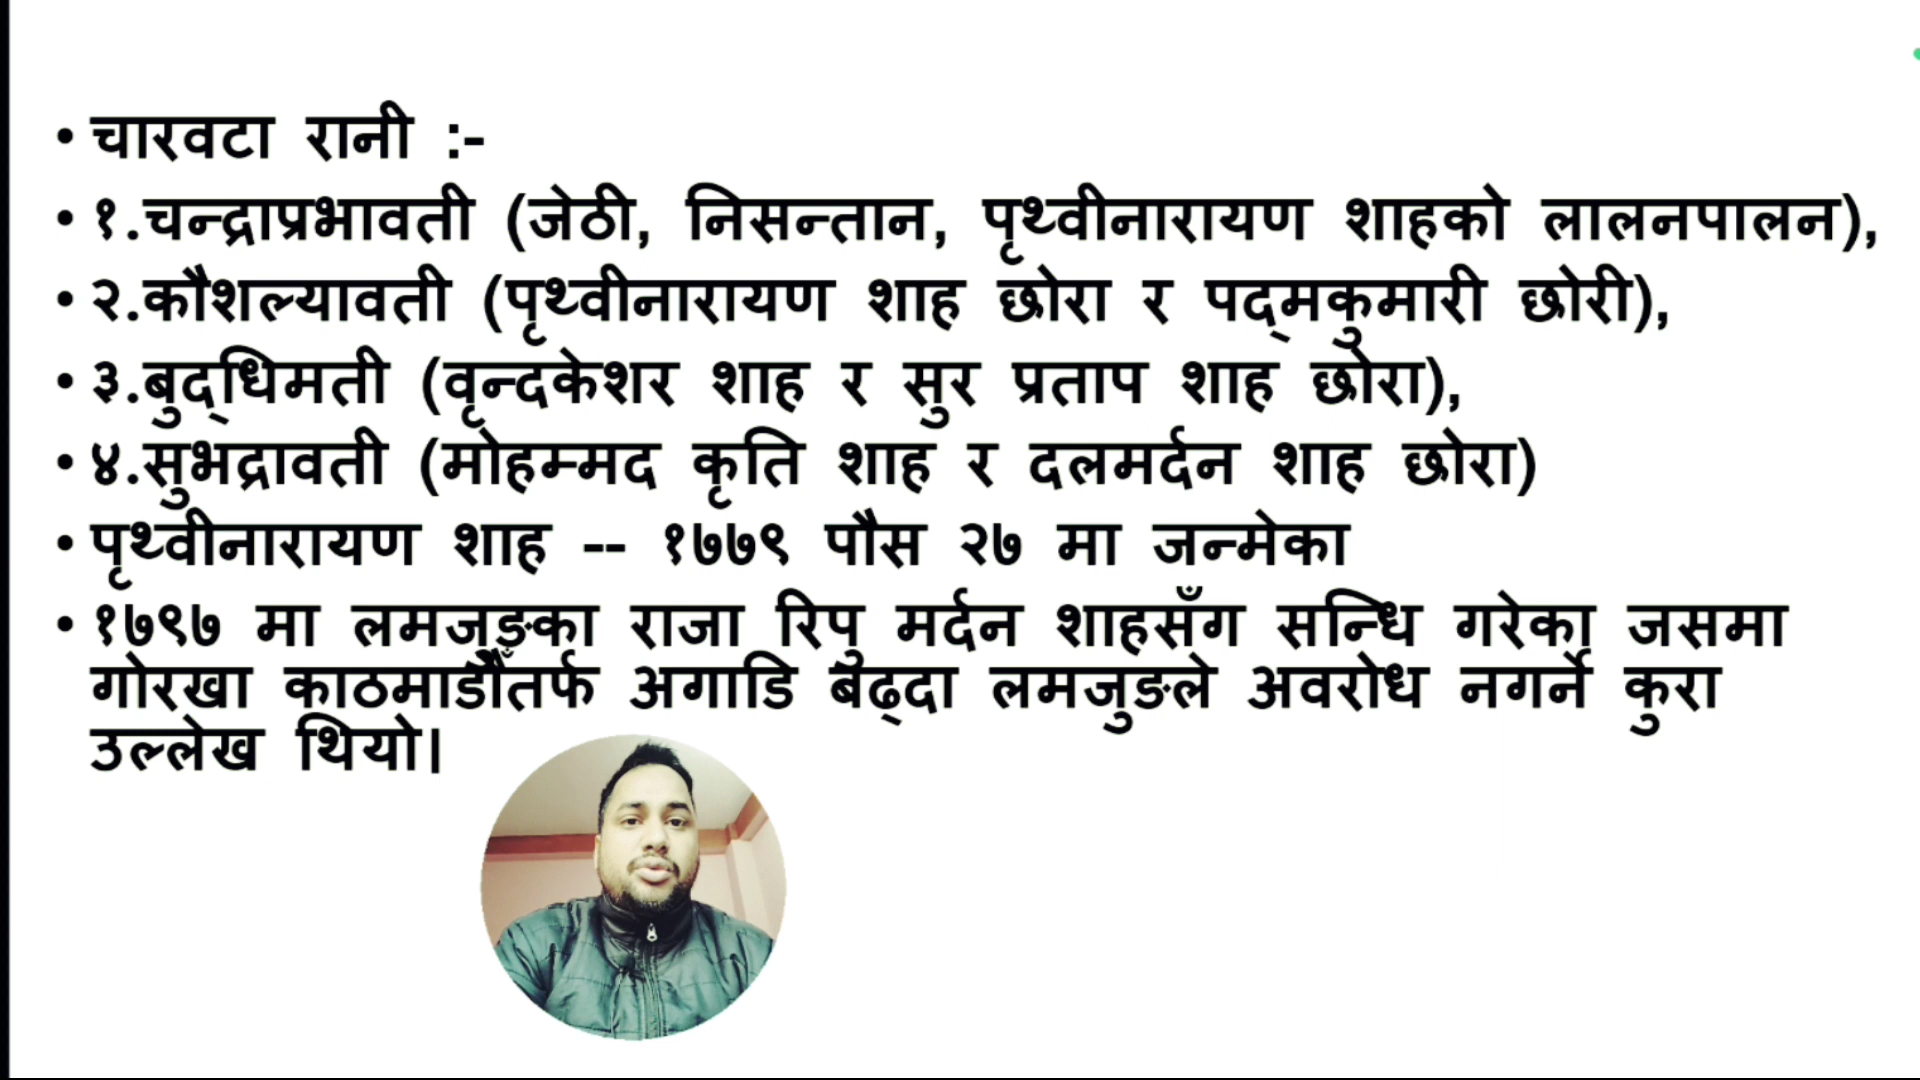 • चारवटा रानी :-
• १.चन्द्राप्रभावती (जेठी, निसन्तान, पृथ्वीनारायण शाहको लालनपालन),
• २.कौशल्यावती (पृथ्वीनारायण शाह छोरा र पद्मकुमारी छोरी),
• ३.बुद्धिमती (वृन्दकेशर शाह र सुर प्रताप शाह छोरा),
• ४.सुभद्रावती (मोहम्मद कृति शाह र दलमर्दन शाह छोरा)
• पृथ्वीनारायण शाह -- १७७९ पौस २७ मा जन्मेका
• १७९७ मा लमजुङ्का राजा रिपु मर्दन शाहसँग सन्धि गरेका जसमा
गोरखा काठमाडौँतर्फ अगाडि बढ्दा लमजुङले अवरोध नगर्ने कुरा
उल्लेख थियो।